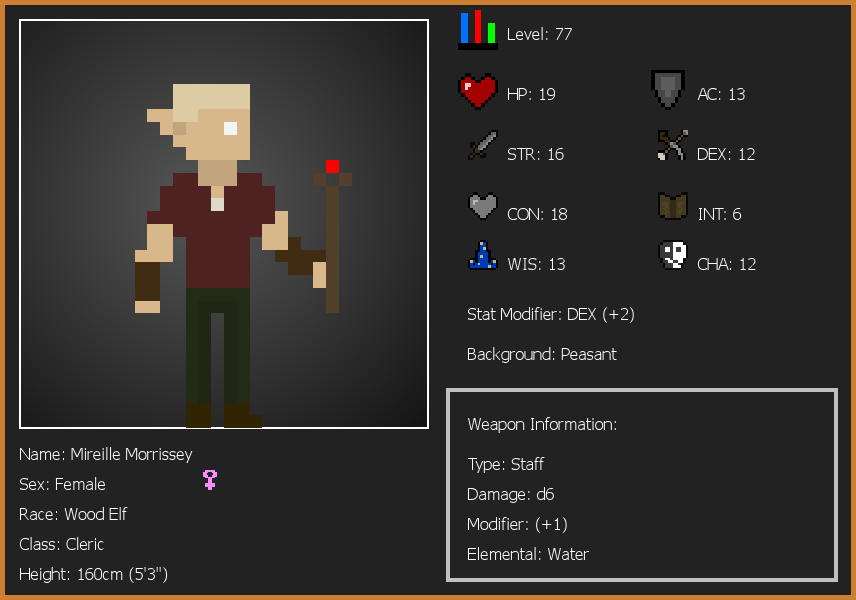 Level: 77
HP: 19
AC: 13
STR: 16
DEX: 12
CON: 18
INT: 6
WIS: 13
CHA: 12
Stat Modifier: DEX (+2)
Background: Peasant
Weapon Information:
Type: Staff
Damage: d6
Modifier: (+1)
Elemental: Water
Name: Mireille Morrissey
Sex: Female
Race: Wood Elf
Class: Cleric
Height: 160cm (5'3")